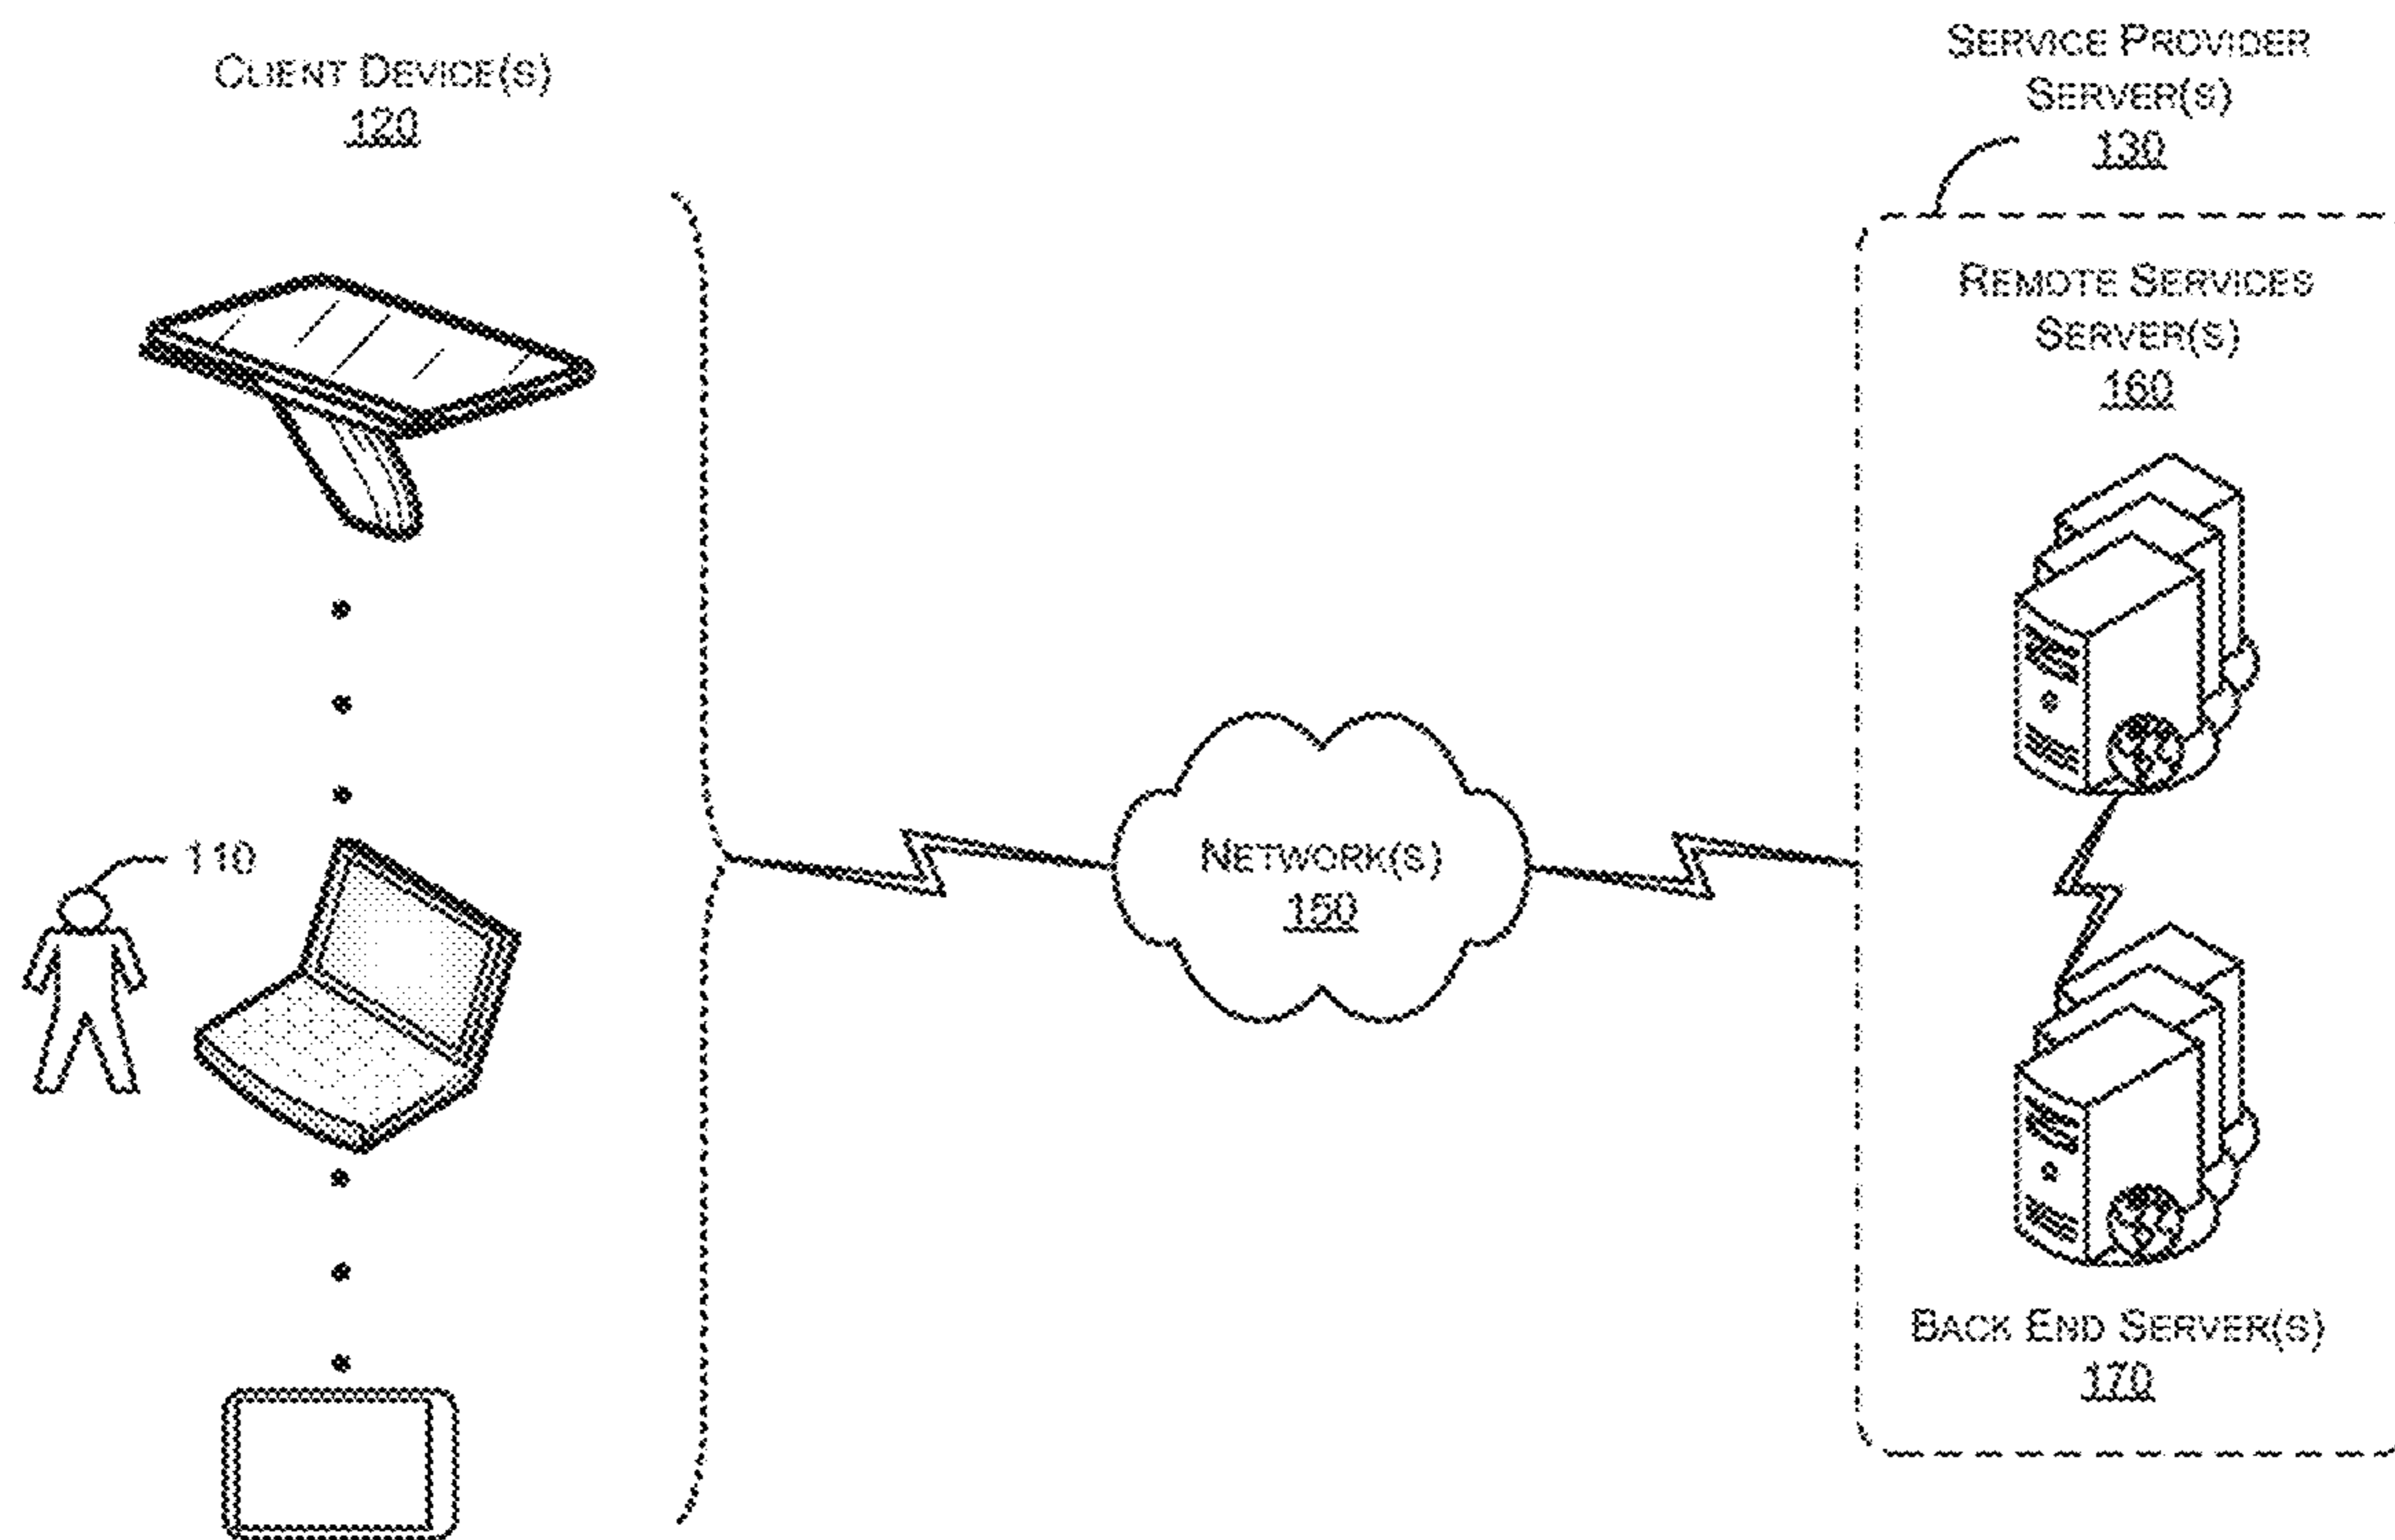 CLIENT DEVICE(S)
120
SERVICE PROVIDER
SERVER(S)
130
REMOTE SERVICES
SERVER(S)
160
110
NETWORK(S)
150
BACK END SERVER(S)
170